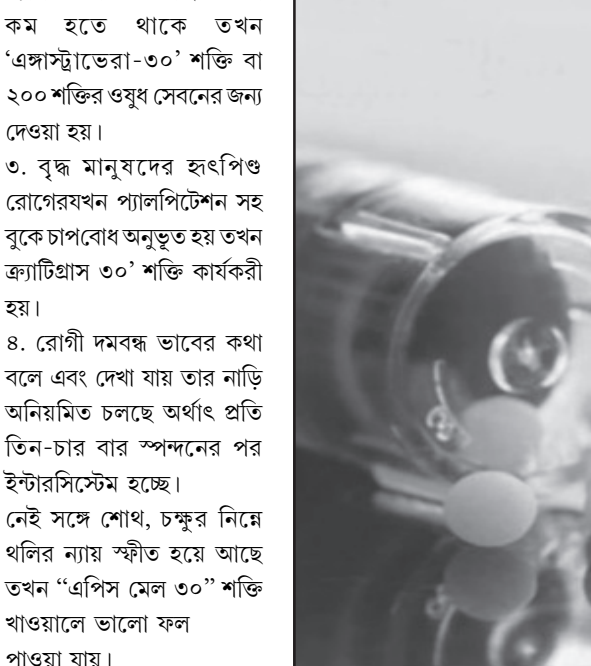 কম হতে থাকে তখন
‘এঙ্গাস্ট্রাভেরা-৩০’ শক্তি বা
২০০ শক্তির ওষুধ সেবনের জন্য
দেওয়া হয়।
৩. বৃদ্ধ মানুষদের হৃৎপিণ্ড
রোগেরযখন প্যালপিটেশন সহ
বুকে চাপবোধ অনুভূত হয় তখন
ক্র্যাটিগ্রাস ৩০’ শক্তি কার্যকরী
হয়।
৪. রোগী দমবন্ধ ভাবের কথা
বলে এবং দেখা যায় তার নাড়ি
অনিয়মিত চলছে অর্থাৎ প্রতি
তিন-চার বার স্পন্দনের পর
ইন্টারসিস্টেম হচ্ছে।
নেই সঙ্গে শোথ, চক্ষুর নিম্নে
থলির ন্যায় স্ফীত হয়ে আছে
তখন ‘‘এপিস মেল ৩০’’ শক্তি
খাওয়ালে ভালো ফল
পাওয়া যায়।